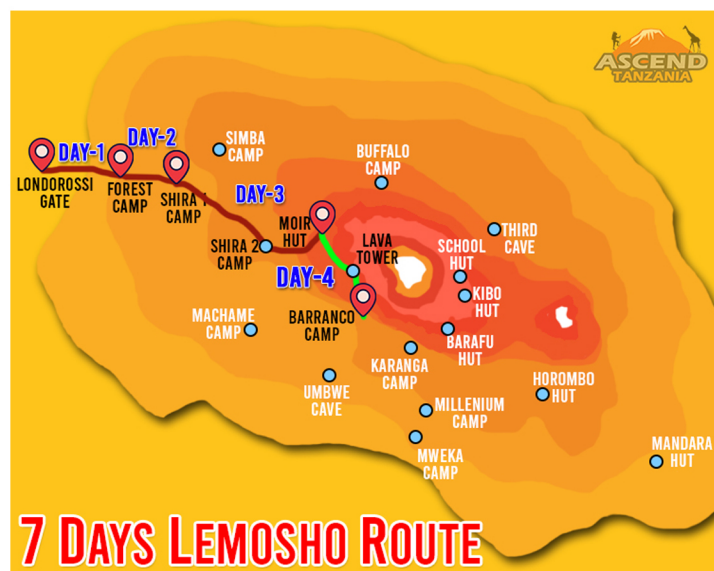 ASCEND
TANZANIA
DAY-1
DAY-2
SIMBA
CAMP
BUFFALO
CAMP
LONDOROSSI
GATE
FOREST
CAMP
SHIRA 1
CAMP
DAY-3
MOIR
HUT
SHIRA 2
CAMP
LAVA
TOWER
THIRD
CAVE
SCHOOL
HUT
DAY-4
KIBO
HUT
MACHAME
CAMP
BARRANCO
CAMP
BARAFU
HUT
KARANGA
CAMP
UMBWE
CAVE
HOROMBO
HUT
MILLENIUM
CAMP
MWEKA
CAMP
MANDARA
HUT
7 DAYS LEMOSHO ROUTE